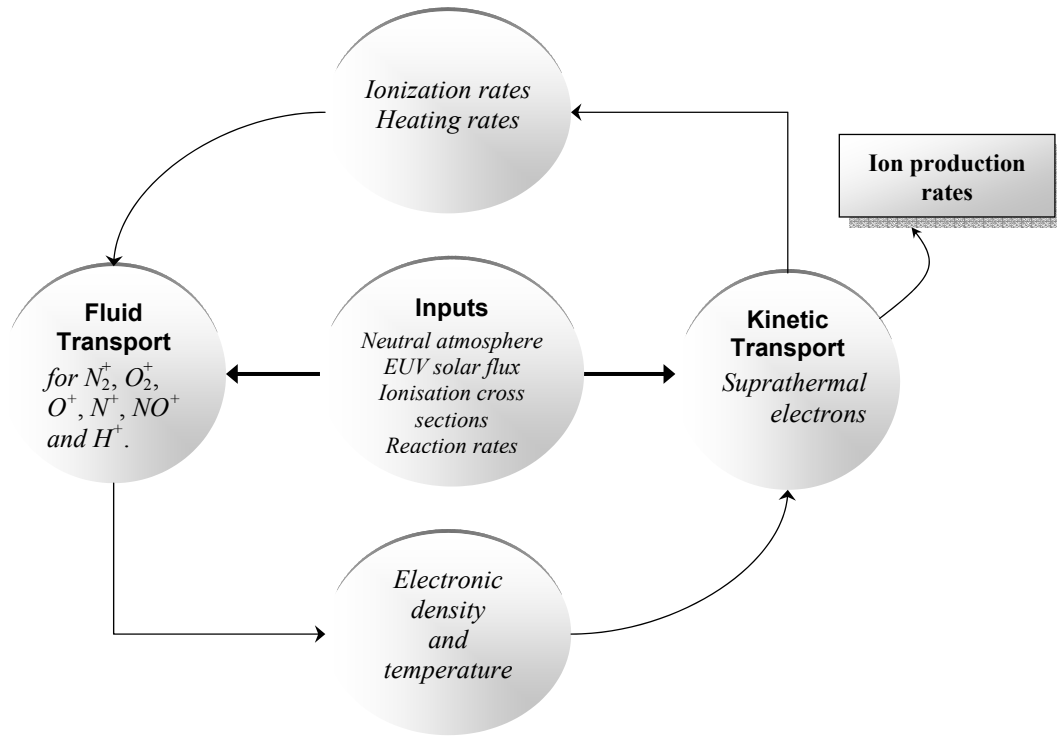 Ionization rates
Heating rates
Ion production
rates
Fluid
Transport
for N₂⁺, O₂⁺,
O⁺, N⁺, NO⁺
and H⁺.
Inputs
Neutral atmosphere
EUV solar flux
Ionisation cross
sections
Reaction rates
Kinetic
Transport
Suprathermal
electrons
Electronic
density
and
temperature